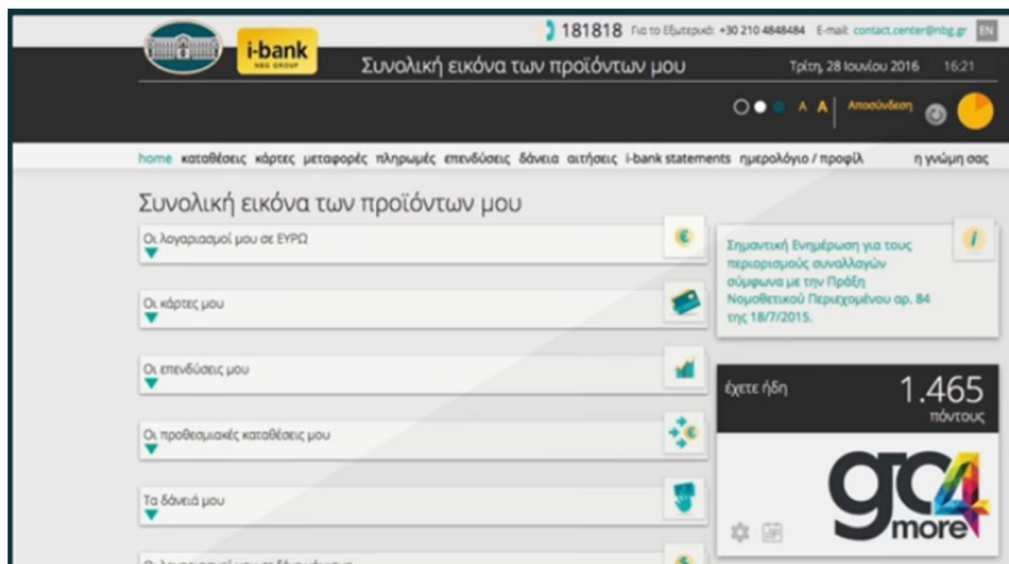 181818 Για το Εξωτερικό: +30 210 4848484 E-mail: contact.center@nbg.gr EN
i-bank
NBG GROUP
Συνολική εικόνα των προϊόντων μου
Τρίτη, 28 Ιουνίου 2016 16:21
A A Αποσύνδεση
home καταθέσεις κάρτες μεταφορές πληρωμές επενδύσεις δάνεια αιτήσεις i-bank statements ημερολόγιο / προφίλ η γνώμη σας
Συνολική εικόνα των προϊόντων μου
Οι λογαριασμοί μου σε ΕΥΡΩ
Οι κάρτες μου
Οι επενδύσεις μου
Οι προθεσμιακές καταθέσεις μου
Τα δάνειά μου
Σημαντική Ενημέρωση για τους
περιορισμούς συναλλαγών
σύμφωνα με την Πράξη
Νομοθετικού Περιεχομένου αρ. 84
της 18/7/2015.
έχετε ήδη
1.465
πόντους
go4
more